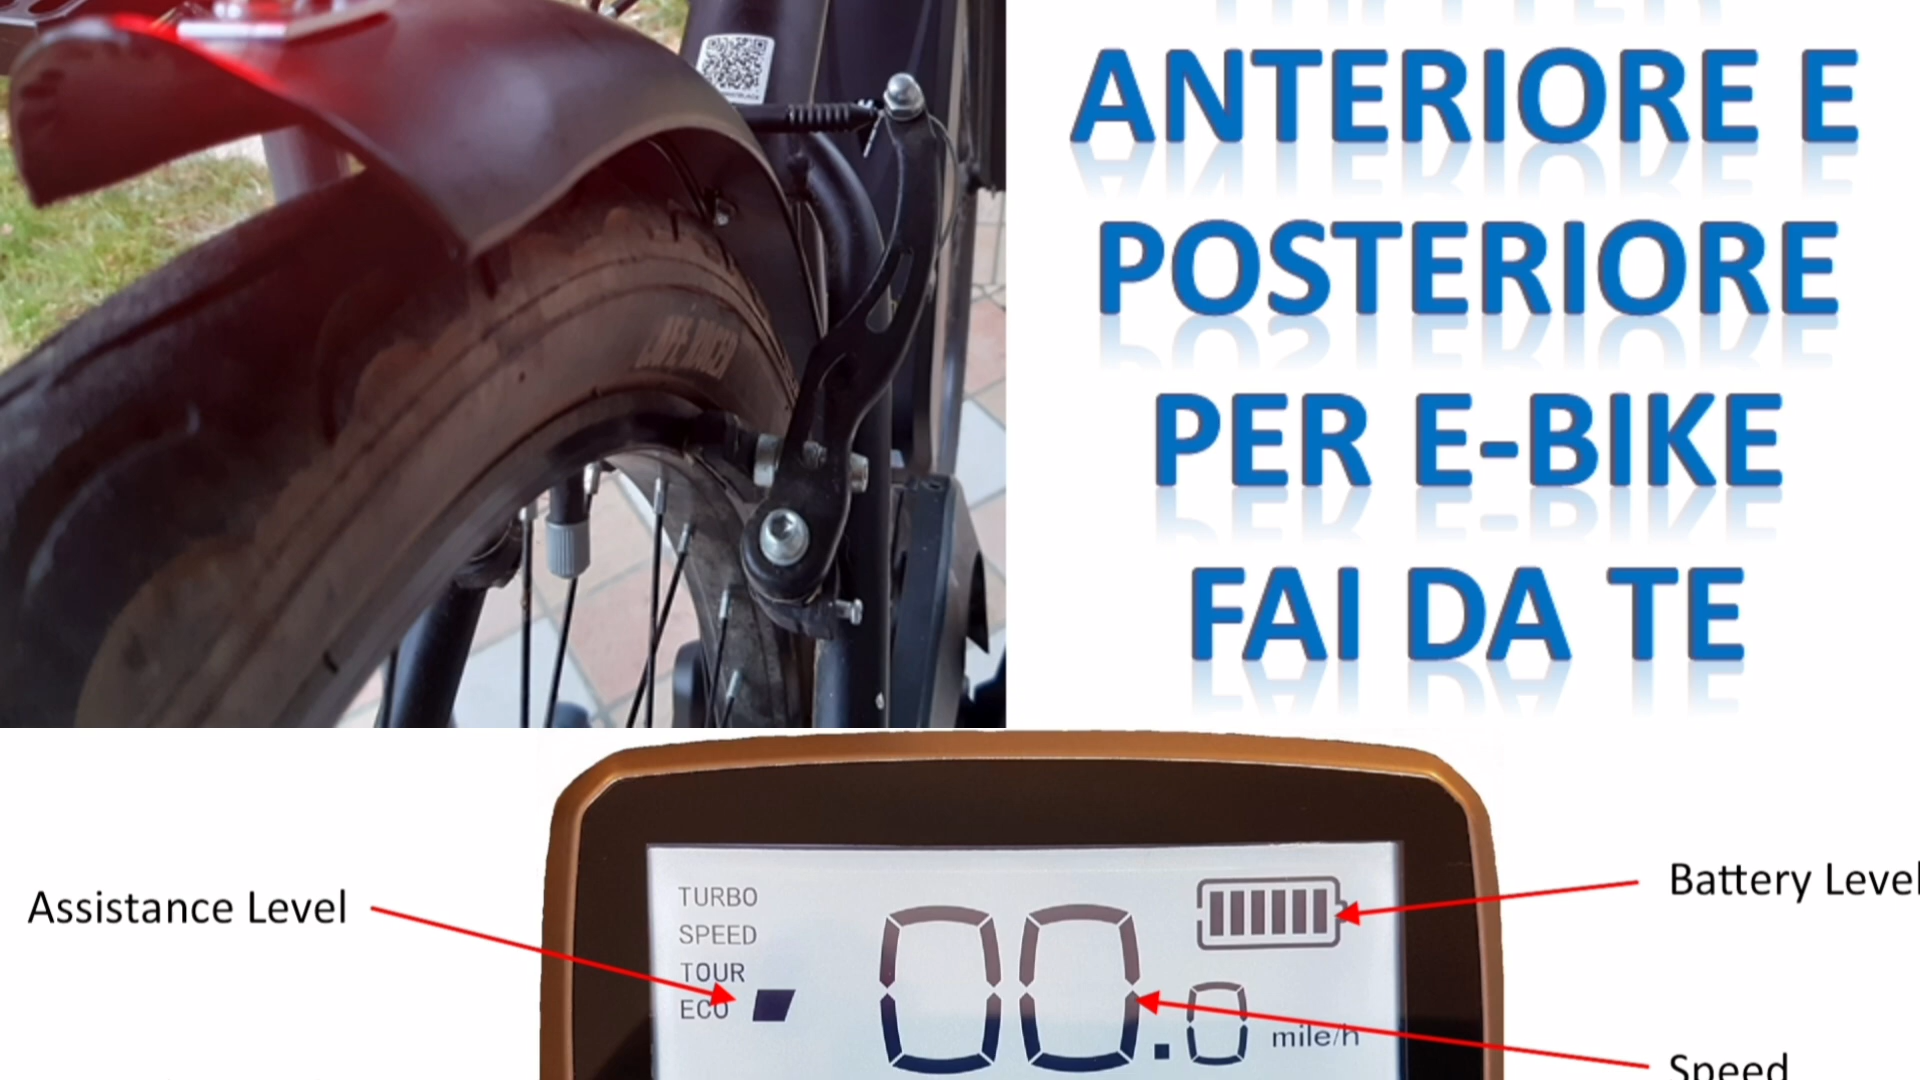 ANTERIORE E
POSTERIORE
PER E-BIKE
FAI DA TE
Assistance Level
TURBO
SPEED
TOUR
ECO
00.0
mile/h
Battery Level
Speed